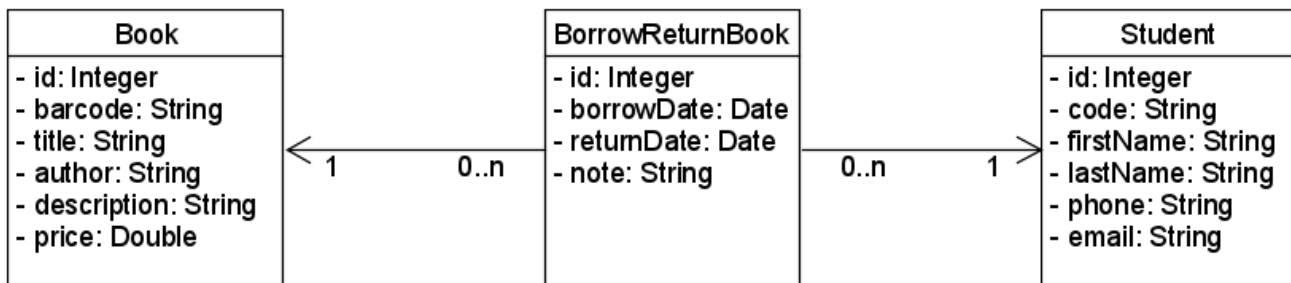 Book
- id: Integer
- barcode: String
- title: String
- author: String
- description: String
- price: Double
1
0..n
BorrowReturnBook
- id: Integer
- borrowDate: Date
- returnDate: Date
- note: String
0..n
1
Student
- id: Integer
- code: String
- firstName: String
- lastName: String
- phone: String
- email: String